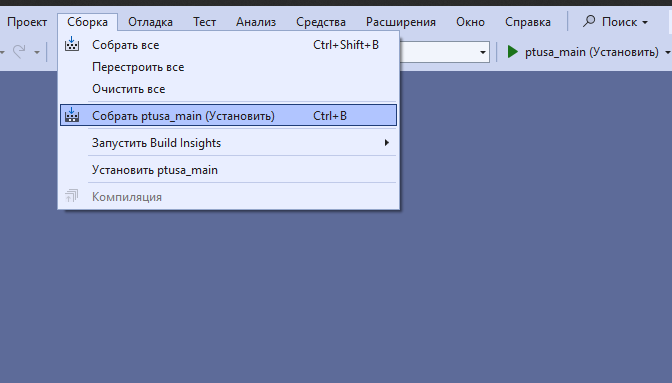 Проект Сборка Отладка Тест Анализ Средства Расширения Окно Справка Поиск
ptusa_main (Установить)
Собрать все Ctrl+Shift+B
Перестроить все
Очистить все
Собрать ptusa_main (Установить) Ctrl+B
Запустить Build Insights
Установить ptusa_main
Компиляция